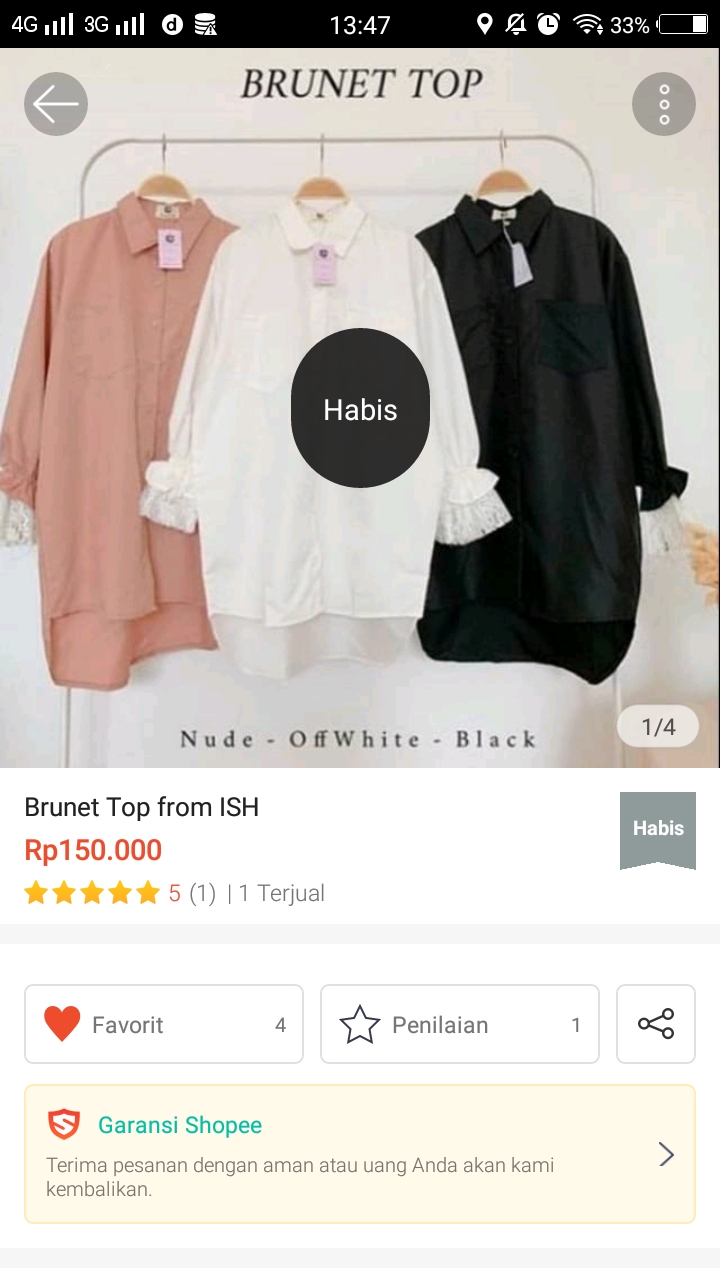 4G 3G d 13:47 33%
BRUNET TOP
Habis
Nude - OffWhite - Black
1/4
Brunet Top from ISH
Habis
Rp150.000
5 (1) | 1 Terjual
Favorit 4 Penilaian 1
Garansi Shopee
Terima pesanan dengan aman atau uang Anda akan kami
kembalikan.